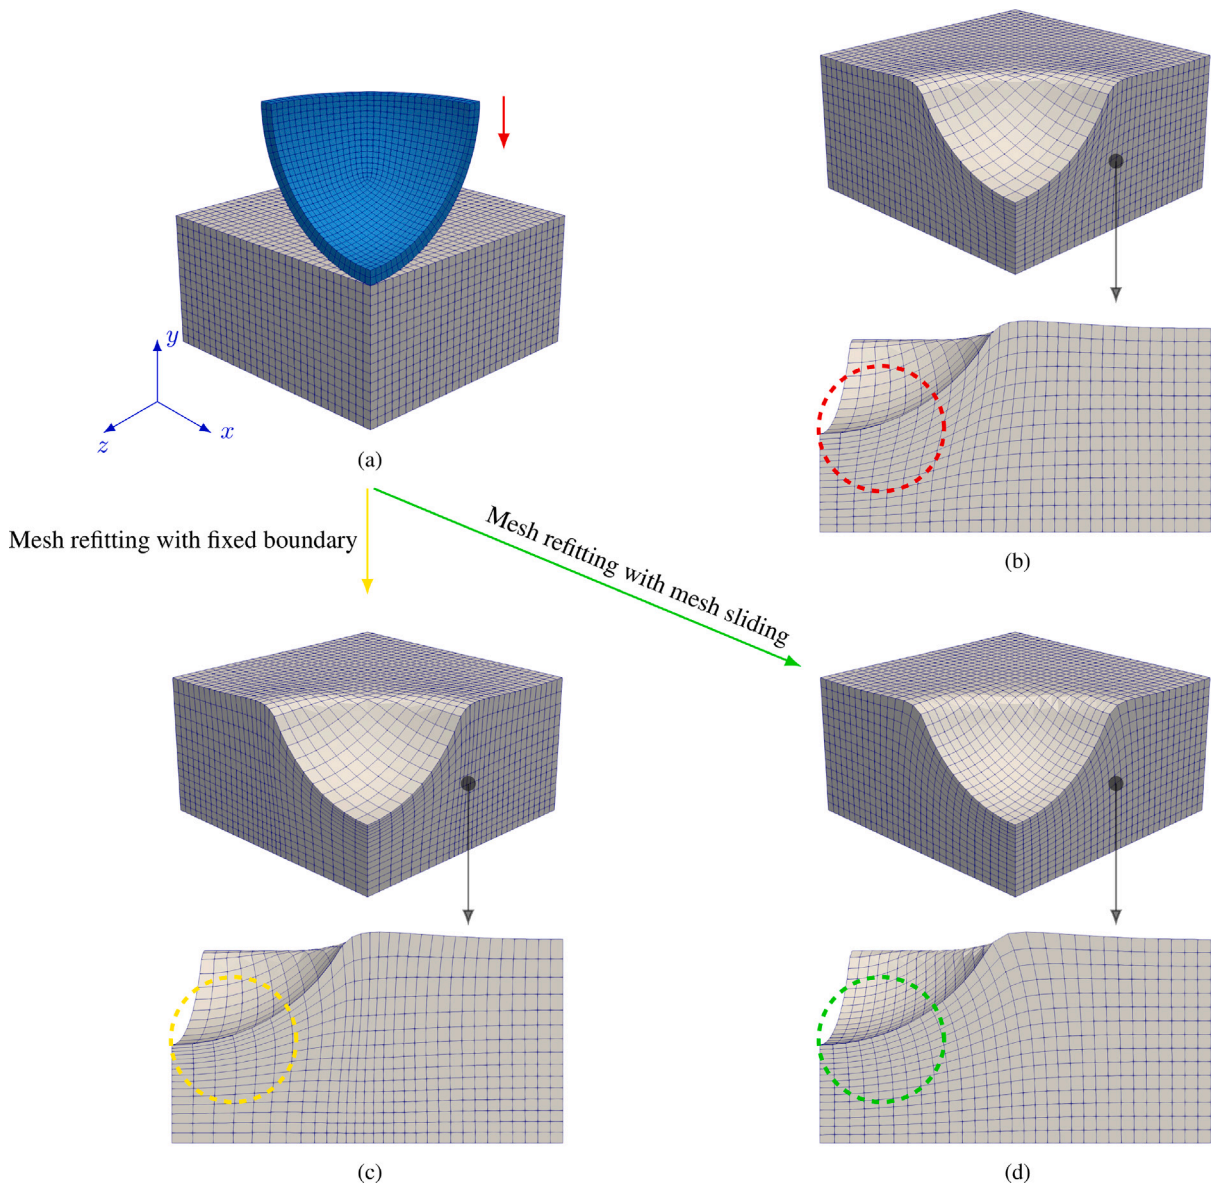 y
z
x
(a)
Mesh refitting with fixed boundary
Mesh refitting with mesh sliding
(b)
(c)
(d)